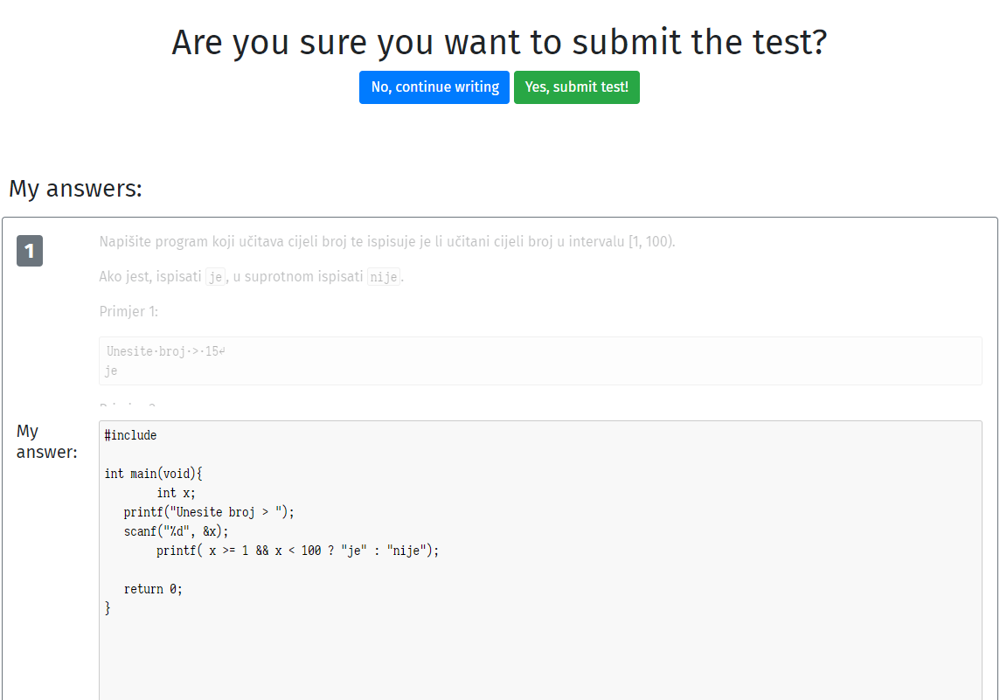 Are you sure you want to submit the test?
No, continue writing
Yes, submit test!
My answers:
1
Napišite program koji učitava cijeli broj te ispisuje je li učitani cijeli broj u intervalu [1, 100).
Ako jest, ispisati je, u suprotnom ispisati nije.
Primjer 1:
Unesite·broj·>·15↵
je
My
answer:
#include
int main(void){
int x;
printf("Unesite broj > ");
scanf("%d", &x);
printf( x >= 1 && x < 100 ? "je" : "nije");
return 0;
}